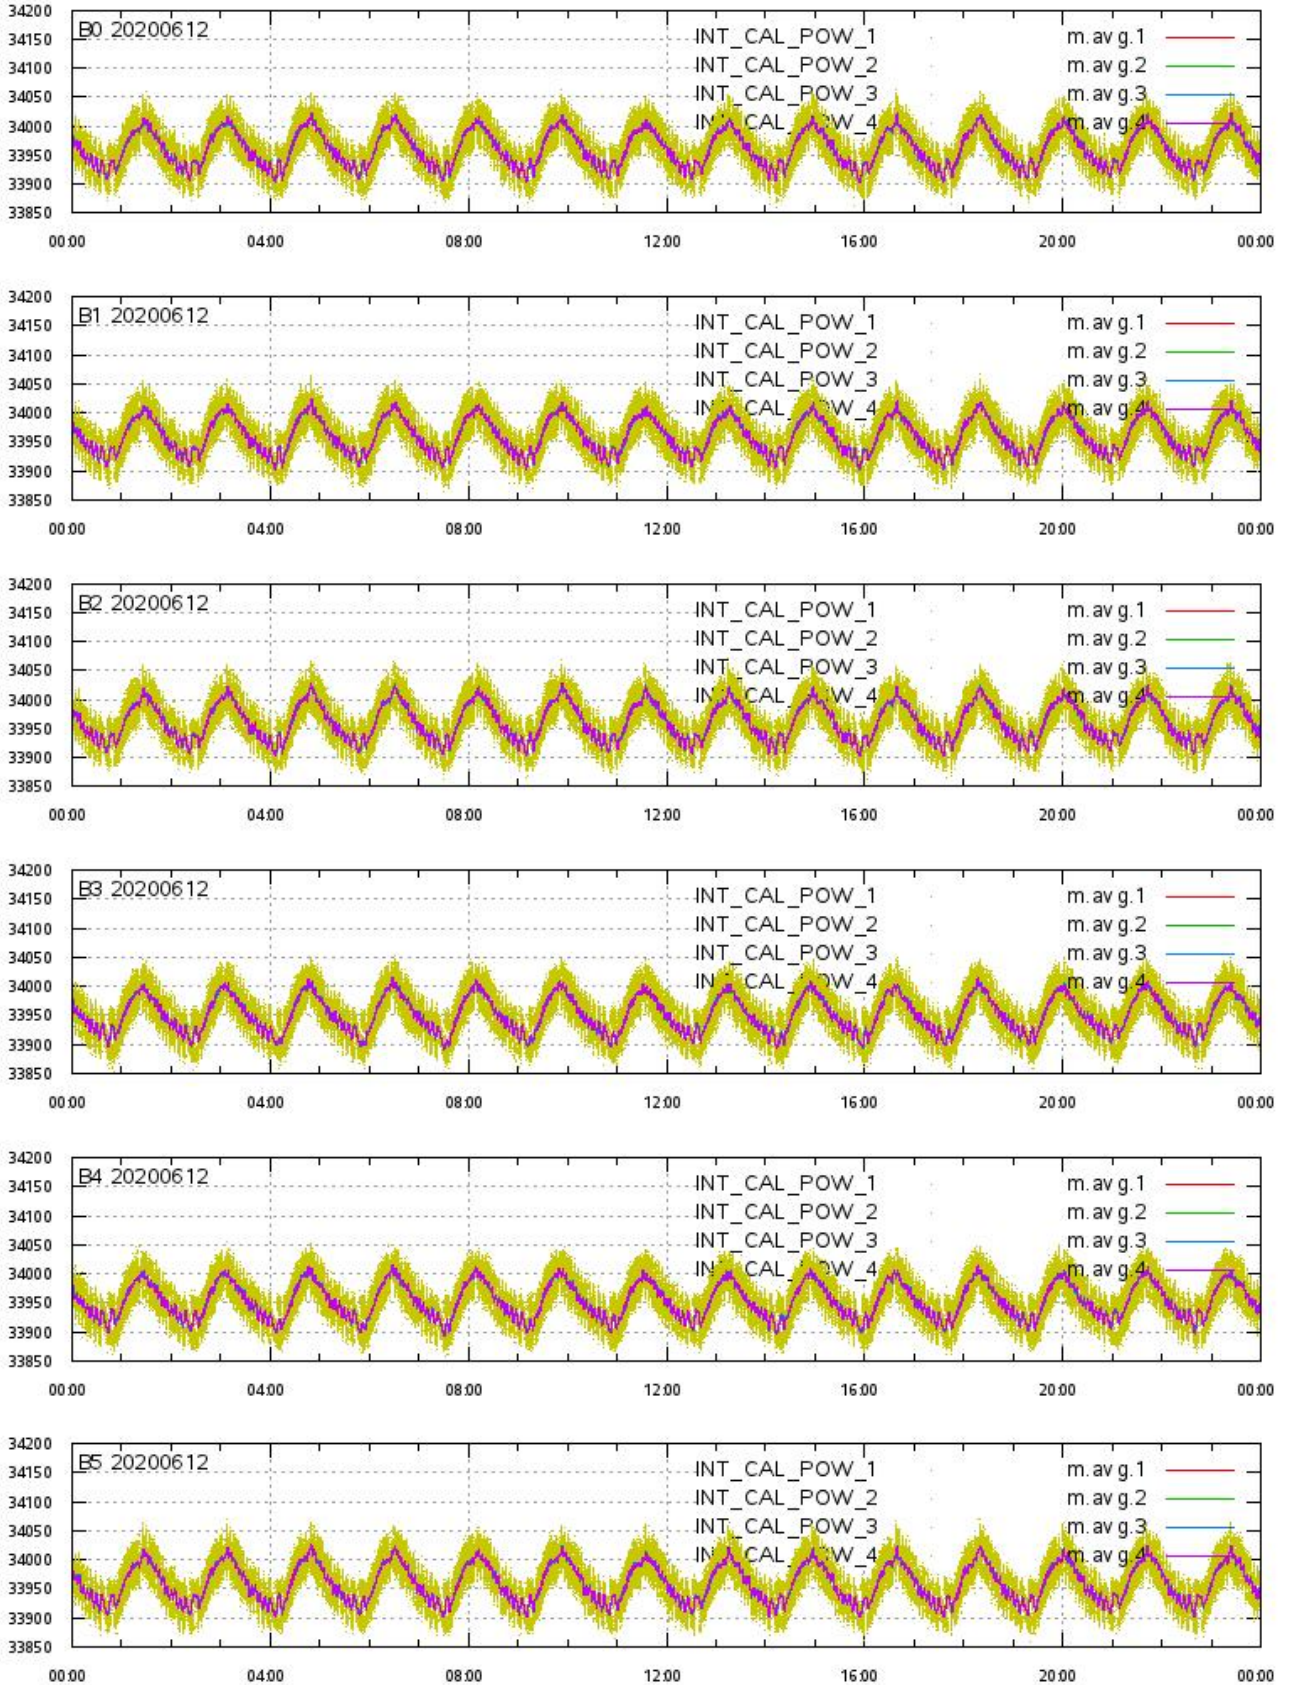 34200
34150 B0 20200612 INT_CAL_POW_1 m.avg.1
34100 INT_CAL_POW_2 m.avg.2
34050 INT_CAL_POW_3 m.avg.3
34000 INT_CAL_POW_4 m.avg.4
33950
33900
33850
00:00 04:00 08:00 12:00 16:00 20:00 00:00
34200
34150 B1 20200612 INT_CAL_POW_1 m.avg.1
34100 INT_CAL_POW_2 m.avg.2
34050 INT_CAL_POW_3 m.avg.3
34000 INT_CAL_POW_4 m.avg.4
33950
33900
33850
00:00 04:00 08:00 12:00 16:00 20:00 00:00
34200
34150 B2 20200612 INT_CAL_POW_1 m.avg.1
34100 INT_CAL_POW_2 m.avg.2
34050 INT_CAL_POW_3 m.avg.3
34000 INT_CAL_POW_4 m.avg.4
33950
33900
33850
00:00 04:00 08:00 12:00 16:00 20:00 00:00
34200
34150 B3 20200612 INT_CAL_POW_1 m.avg.1
34100 INT_CAL_POW_2 m.avg.2
34050 INT_CAL_POW_3 m.avg.3
34000 INT_CAL_POW_4 m.avg.4
33950
33900
33850
00:00 04:00 08:00 12:00 16:00 20:00 00:00
34200
34150 B4 20200612 INT_CAL_POW_1 m.avg.1
34100 INT_CAL_POW_2 m.avg.2
34050 INT_CAL_POW_3 m.avg.3
34000 INT_CAL_POW_4 m.avg.4
33950
33900
33850
00:00 04:00 08:00 12:00 16:00 20:00 00:00
34200
34150 B5 20200612 INT_CAL_POW_1 m.avg.1
34100 INT_CAL_POW_2 m.avg.2
34050 INT_CAL_POW_3 m.avg.3
34000 INT_CAL_POW_4 m.avg.4
33950
33900
33850
00:00 04:00 08:00 12:00 16:00 20:00 00:00